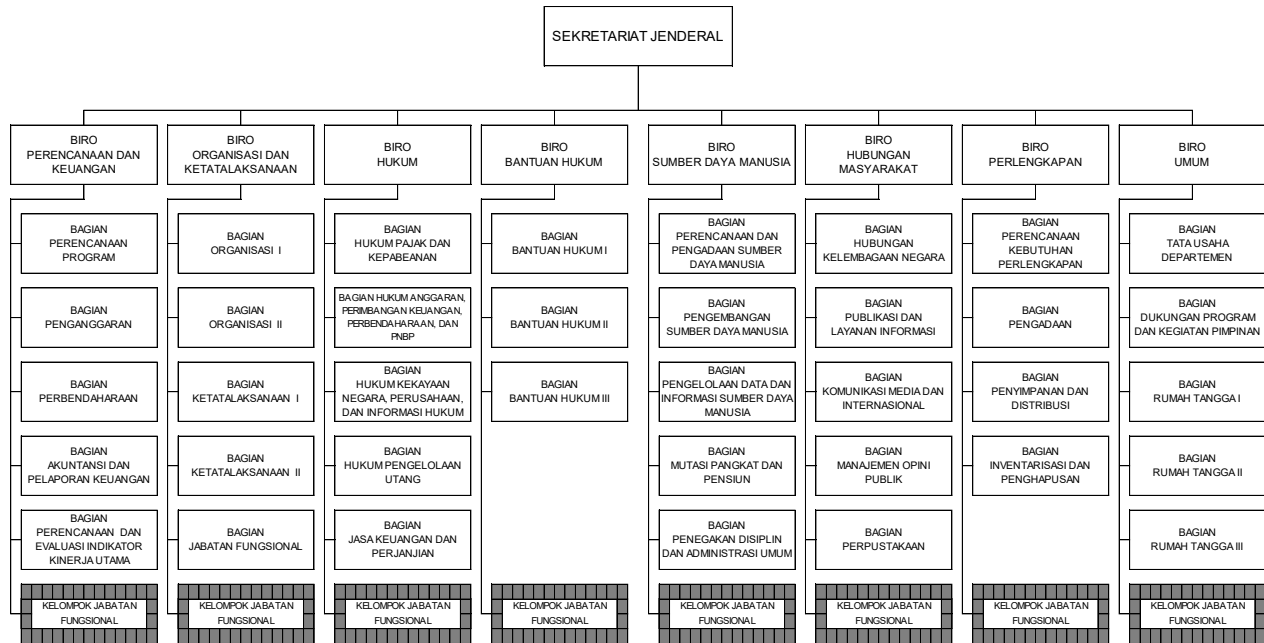 SEKRETARIAT JENDERAL
BIRO
PERENCANAAN DAN
KEUANGAN
BIRO
ORGANISASI DAN
KETATALAKSANAAN
BIRO
HUKUM
BIRO
BANTUAN HUKUM
BIRO
SUMBER DAYA MANUSIA
BIRO
HUBUNGAN
MASYARAKAT
BIRO
PERLENGKAPAN
BIRO
UMUM
BAGIAN
PERENCANAAN
PROGRAM
BAGIAN
ORGANISASI I
BAGIAN
HUKUM PAJAK DAN
KEPABEANAN
BAGIAN
BANTUAN HUKUM I
BAGIAN
PERENCANAAN DAN
PENGADAAN SUMBER
DAYA MANUSIA
BAGIAN
HUBUNGAN
KELEMBAGAAN NEGARA
BAGIAN
PERENCANAAN
KEBUTUHAN
PERLENGKAPAN
BAGIAN
TATA USAHA
DEPARTEMEN
BAGIAN
PENGANGGARAN
BAGIAN
ORGANISASI II
BAGIAN HUKUM ANGGARAN,
PERIMBANGAN KEUANGAN,
PERBENDAHARAAN, DAN
PNBP
BAGIAN
BANTUAN HUKUM II
BAGIAN
PENGEMBANGAN
SUMBER DAYA MANUSIA
BAGIAN
PUBLIKASI DAN
LAYANAN INFORMASI
BAGIAN
PENGADAAN
BAGIAN
DUKUNGAN PROGRAM
DAN KEGIATAN PIMPINAN
BAGIAN
PERBENDAHARAAN
BAGIAN
KETATALAKSANAAN I
BAGIAN
HUKUM KEKAYAAN
NEGARA, PERUSAHAAN,
DAN INFORMASI HUKUM
BAGIAN
BANTUAN HUKUM III
BAGIAN
PENGELOLAAN DATA DAN
INFORMASI SUMBER DAYA
MANUSIA
BAGIAN
KOMUNIKASI MEDIA DAN
INTERNASIONAL
BAGIAN
PENYIMPANAN DAN
DISTRIBUSI
BAGIAN
RUMAH TANGGA I
BAGIAN
AKUNTANSI DAN
PELAPORAN KEUANGAN
BAGIAN
KETATALAKSANAAN II
BAGIAN
HUKUM PENGELOLAAN
UTANG
BAGIAN
MUTASI PANGKAT DAN
PENSIUN
BAGIAN
MANAJEMEN OPINI
PUBLIK
BAGIAN
INVENTARISASI DAN
PENGHAPUSAN
BAGIAN
RUMAH TANGGA II
BAGIAN
PERENCANAAN DAN
EVALUASI INDIKATOR
KINERJA UTAMA
BAGIAN
JABATAN FUNGSIONAL
BAGIAN
JASA KEUANGAN DAN
PERJANJIAN
BAGIAN
PENEGAKAN DISIPLIN
DAN ADMINISTRASI UMUM
BAGIAN
PERPUSTAKAAN
BAGIAN
RUMAH TANGGA III
KELOMPOK JABATAN
FUNGSIONAL
KELOMPOK JABATAN
FUNGSIONAL
KELOMPOK JABATAN
FUNGSIONAL
KELOMPOK JABATAN
FUNGSIONAL
KELOMPOK JABATAN
FUNGSIONAL
KELOMPOK JABATAN
FUNGSIONAL
KELOMPOK JABATAN
FUNGSIONAL
KELOMPOK JABATAN
FUNGSIONAL